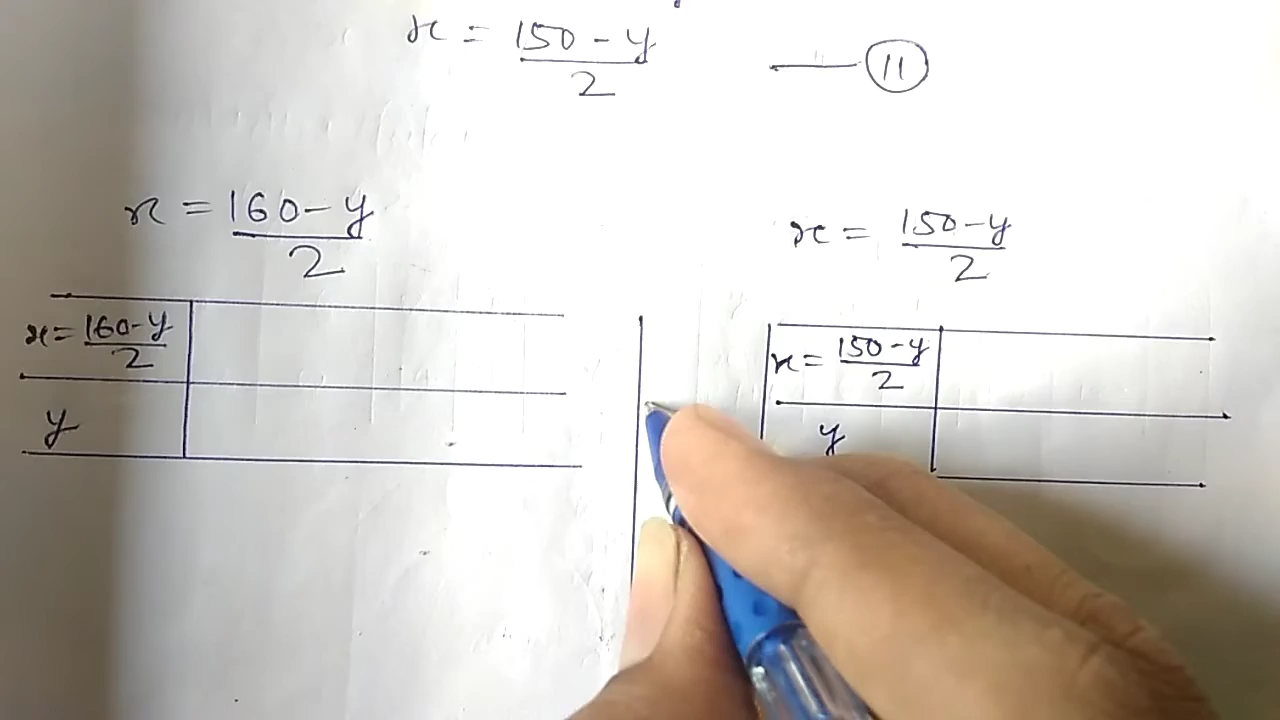 x = 150 - y / 2 — 11
x = 160 - y / 2
x = 150 - y / 2
x = 160 - y / 2
y
x = 150 - y / 2
y